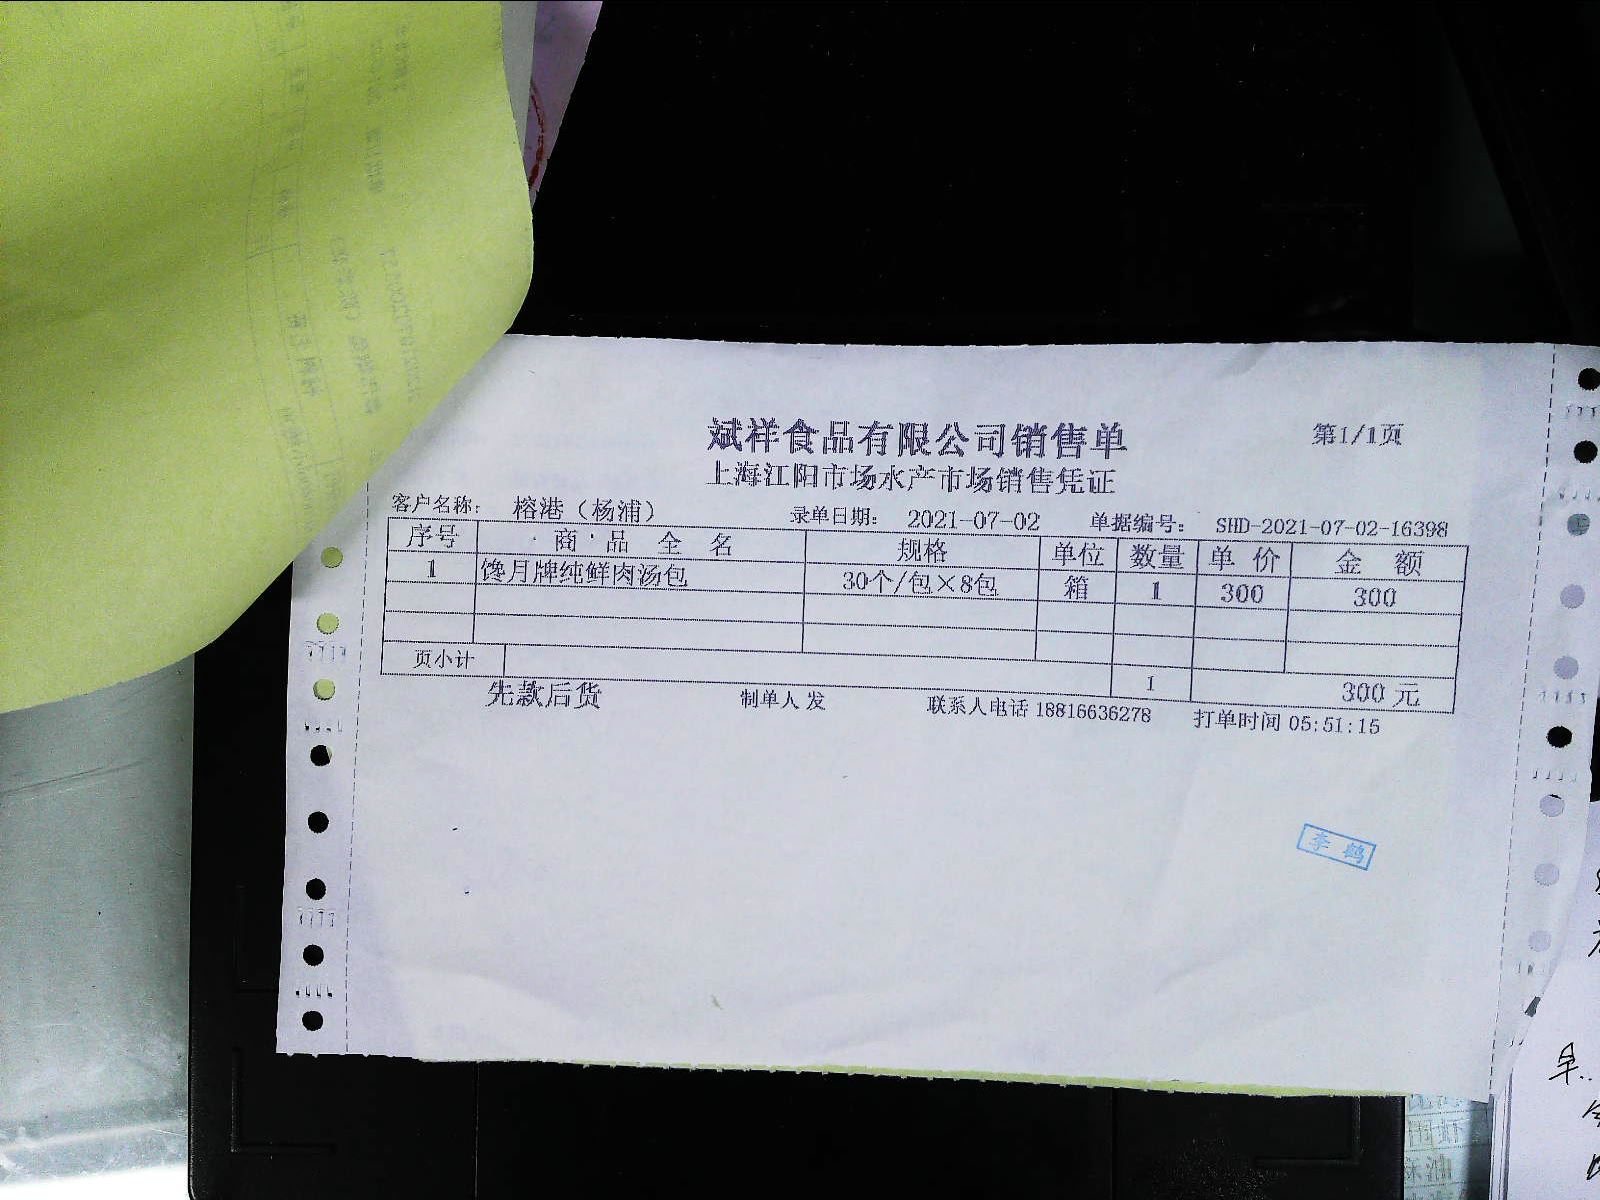 斌祥食品有限公司销售单
第1/1页
上海江阳市场水产市场销售凭证
客户名称: 榕港（杨浦） 录单日期: 2021-07-02 单据编号: SHD-2021-07-02-16398
序号 商品全名 规格 单位 数量 单价 金额
1 馋月牌纯鲜肉汤包 30个/包×8包 箱 1 300 300
页小计 1 300元
先款后货 制单人 发 联系人电话 18816636278 打单时间 05:51:15
李鹤
早